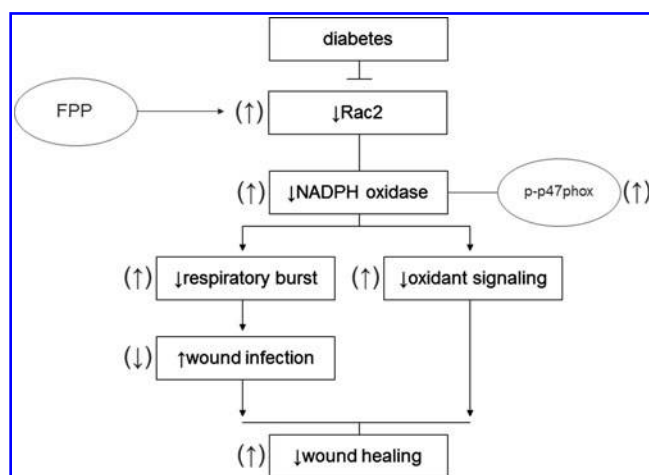 diabetes
FPP
(↑)
↓Rac2
(↑)
↓NADPH oxidase
p-p47phox
(↑)
(↑)
↓respiratory burst
(↑)
↓oxidant signaling
(↓)
↑wound infection
(↑)
↓wound healing